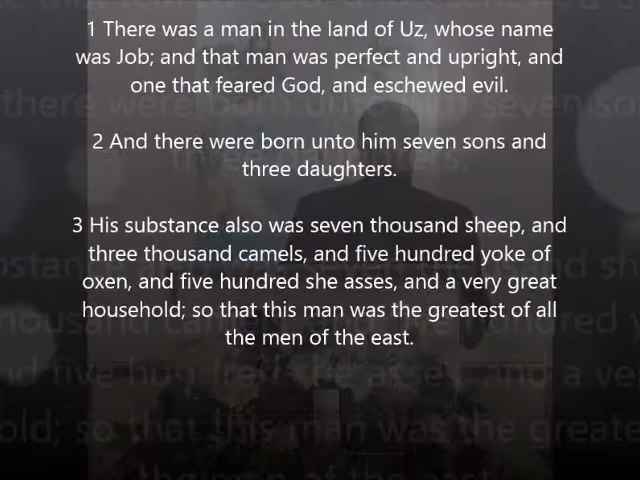 1 There was a man in the land of Uz, whose name
was Job; and that man was perfect and upright, and
one that feared God, and eschewed evil.
2 And there were born unto him seven sons and
three daughters.
3 His substance also was seven thousand sheep, and
three thousand camels, and five hundred yoke of
oxen, and five hundred she asses, and a very great
household; so that this man was the greatest of all
the men of the east.